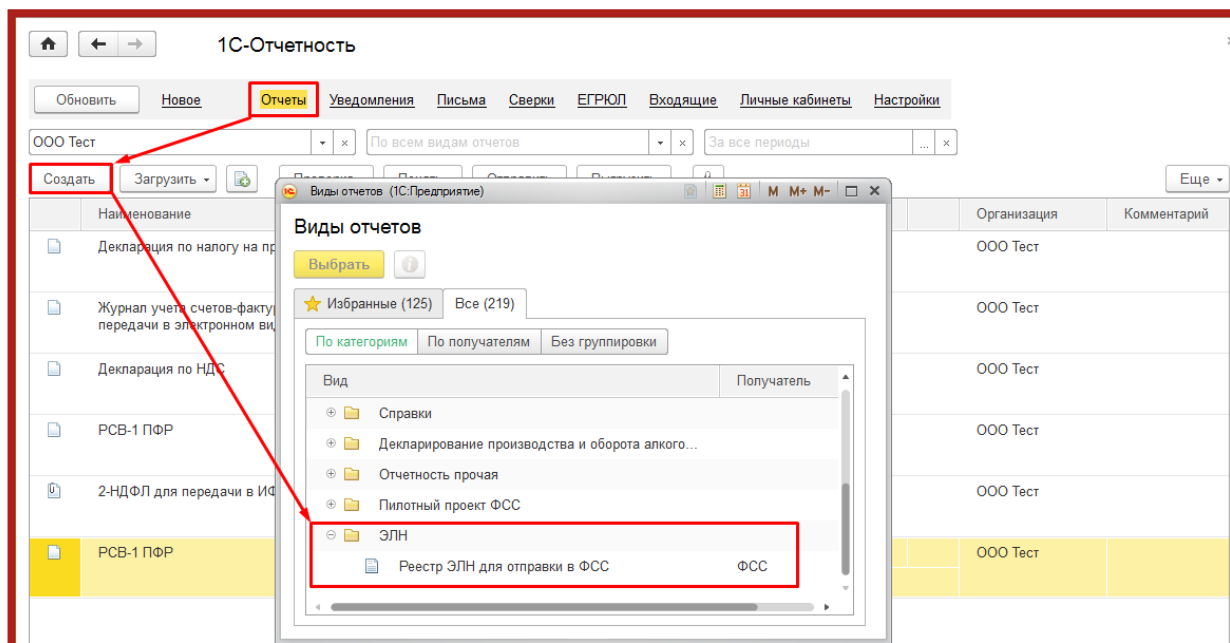 1С-Отчетность
Обновить Новое Отчеты Уведомления Письма Сверки ЕГРЮЛ Входящие Личные кабинеты Настройки
ООО Тест По всем видам отчетов За все периоды ...
Создать Загрузить Еще
Виды отчетов (1С:Предприятие) 31 M M+ M-
Наименование Организация Комментарий
Виды отчетов
Декларация по налогу на пр ООО Тест
Выбрать
Избранные (125) Все (219)
Журнал учета счетов-факту ООО Тест
передачи в электронном ви
По категориям По получателям Без группировки
Декларация по НДС ООО Тест
Вид Получатель
Справки
РСВ-1 ПФР ООО Тест
Декларирование производства и оборота алкого...
Отчетность прочая
2-НДФЛ для передачи в ИФ ООО Тест
Пилотный проект ФСС
ЭЛН
РСВ-1 ПФР ООО Тест
Реестр ЭЛН для отправки в ФСС ФСС